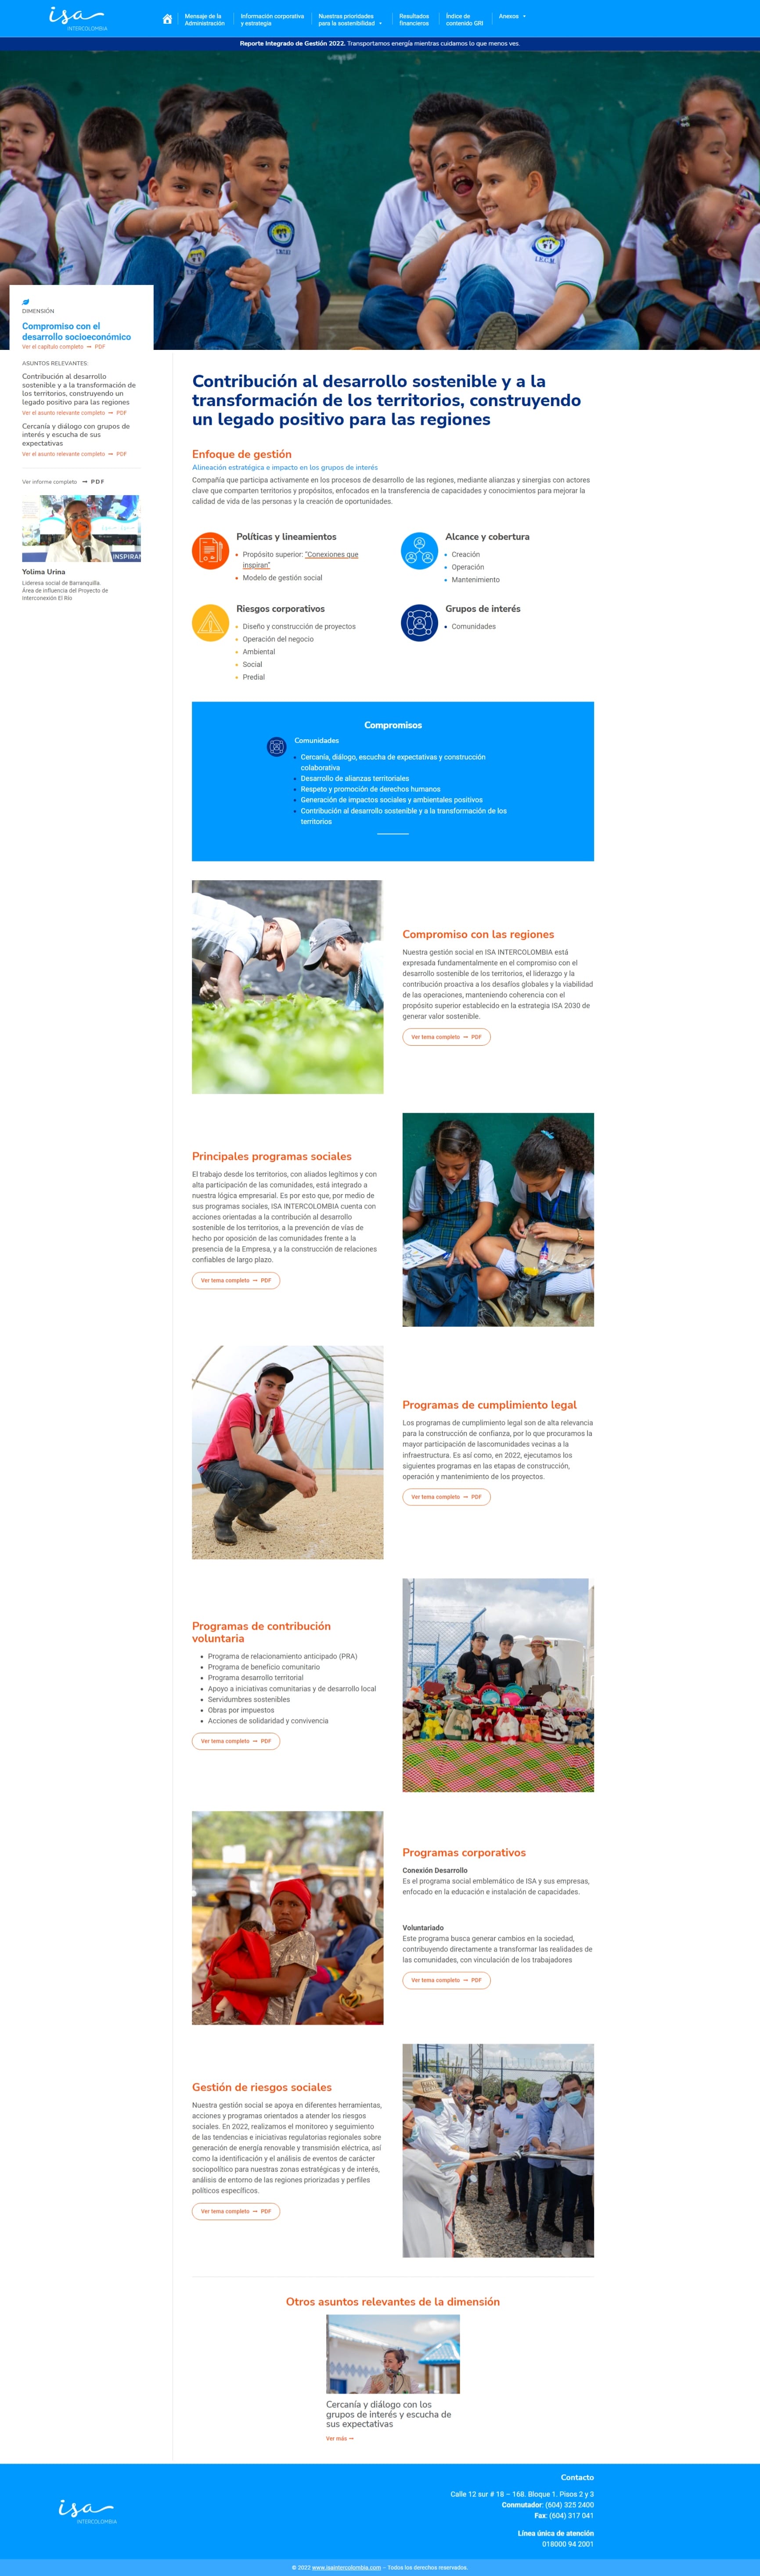 isa
INTERCOLOMBIA
Mensaje de la
Administración
Información corporativa
y estrategia
Nuestras prioridades
para la sostenibilidad
Resultados
financieros
Índice de
contenido GRI
Anexos
Reporte Integrado de Gestión 2022. Transportamos energía mientras cuidamos lo que menos ves.
DIMENSIÓN
Compromiso con el
desarrollo socioeconómico
Ver el capítulo completo → PDF
ASUNTOS RELEVANTES:
Contribución al desarrollo
sostenible y a la transformación de
los territorios, construyendo un
legado positivo para las regiones
Ver el asunto relevante completo → PDF
Cercanía y diálogo con grupos de
interés y escucha de sus
expectativas
Ver el asunto relevante completo → PDF
Ver informe completo → PDF
INSPIRAN
Yolima Urina
Lideresa social de Barranquilla.
Área de influencia del Proyecto de
Interconexión El Río
Contribución al desarrollo sostenible y a la
transformación de los territorios, construyendo
un legado positivo para las regiones
Enfoque de gestión
Alineación estratégica e impacto en los grupos de interés
Compañía que participa activamente en los procesos de desarrollo de las regiones, mediante alianzas y sinergias con actores
clave que comparten territorios y propósitos, enfocados en la transferencia de capacidades y conocimientos para mejorar la
calidad de vida de las personas y la creación de oportunidades.
Políticas y lineamientos
• Propósito superior: "Conexiones que
inspiran"
• Modelo de gestión social
Alcance y cobertura
• Creación
• Operación
• Mantenimiento
Riesgos corporativos
• Diseño y construcción de proyectos
• Operación del negocio
• Ambiental
• Social
• Predial
Grupos de interés
• Comunidades
Compromisos
Comunidades
• Cercanía, diálogo, escucha de expectativas y construcción
colaborativa
• Desarrollo de alianzas territoriales
• Respeto y promoción de derechos humanos
• Generación de impactos sociales y ambientales positivos
• Contribución al desarrollo sostenible y a la transformación de los
territorios
Compromiso con las regiones
Nuestra gestión social en ISA INTERCOLOMBIA está
expresada fundamentalmente en el compromiso con el
desarrollo sostenible de los territorios, el liderazgo y la
contribución proactiva a los desafíos globales y la viabilidad
de las operaciones, manteniendo coherencia con el
propósito superior establecido en la estrategia ISA 2030 de
generar valor sostenible.
Ver tema completo → PDF
Principales programas sociales
El trabajo desde los territorios, con aliados legítimos y con
alta participación de las comunidades, está integrado a
nuestra lógica empresarial. Es por esto que, por medio de
sus programas sociales, ISA INTERCOLOMBIA cuenta con
acciones orientadas a la contribución al desarrollo
sostenible de los territorios, a la prevención de vías de
hecho por oposición de las comunidades frente a la
presencia de la Empresa, y a la construcción de relaciones
confiables de largo plazo.
Ver tema completo → PDF
Programas de cumplimiento legal
Los programas de cumplimiento legal son de alta relevancia
para la construcción de confianza, por lo que procuramos la
mayor participación de lascomunidades vecinas a la
infraestructura. Es así como, en 2022, ejecutamos los
siguientes programas en las etapas de construcción,
operación y mantenimiento de los proyectos.
Ver tema completo → PDF
Programas de contribución
voluntaria
• Programa de relacionamiento anticipado (PRA)
• Programa de beneficio comunitario
• Programa desarrollo territorial
• Apoyo a iniciativas comunitarias y de desarrollo local
• Servidumbres sostenibles
• Obras por impuestos
• Acciones de solidaridad y convivencia
Ver tema completo → PDF
Programas corporativos
Conexión Desarrollo
Es el programa social emblemático de ISA y sus empresas,
enfocado en la educación e instalación de capacidades.
Voluntariado
Este programa busca generar cambios en la sociedad,
contribuyendo directamente a transformar las realidades de
las comunidades, con vinculación de los trabajadores
Ver tema completo → PDF
Gestión de riesgos sociales
Nuestra gestión social se apoya en diferentes herramientas,
acciones y programas orientados a atender los riesgos
sociales. En 2022, realizamos el monitoreo y seguimiento
de las tendencias e iniciativas regulatorias regionales sobre
generación de energía renovable y transmisión eléctrica, así
como la identificación y el análisis de eventos de carácter
sociopolítico para nuestras zonas estratégicas y de interés,
análisis de entorno de las regiones priorizadas y perfiles
políticos específicos.
Ver tema completo → PDF
Otros asuntos relevantes de la dimensión
Cercanía y diálogo con los
grupos de interés y escucha de
sus expectativas
Ver más →
isa
INTERCOLOMBIA
Contacto
Calle 12 sur # 18 – 168. Bloque 1. Pisos 2 y 3
Conmutador: (604) 325 2400
Fax: (604) 317 041
Línea única de atención
018000 94 2001
© 2022 www.isaintercolombia.com – Todos los derechos reservados.